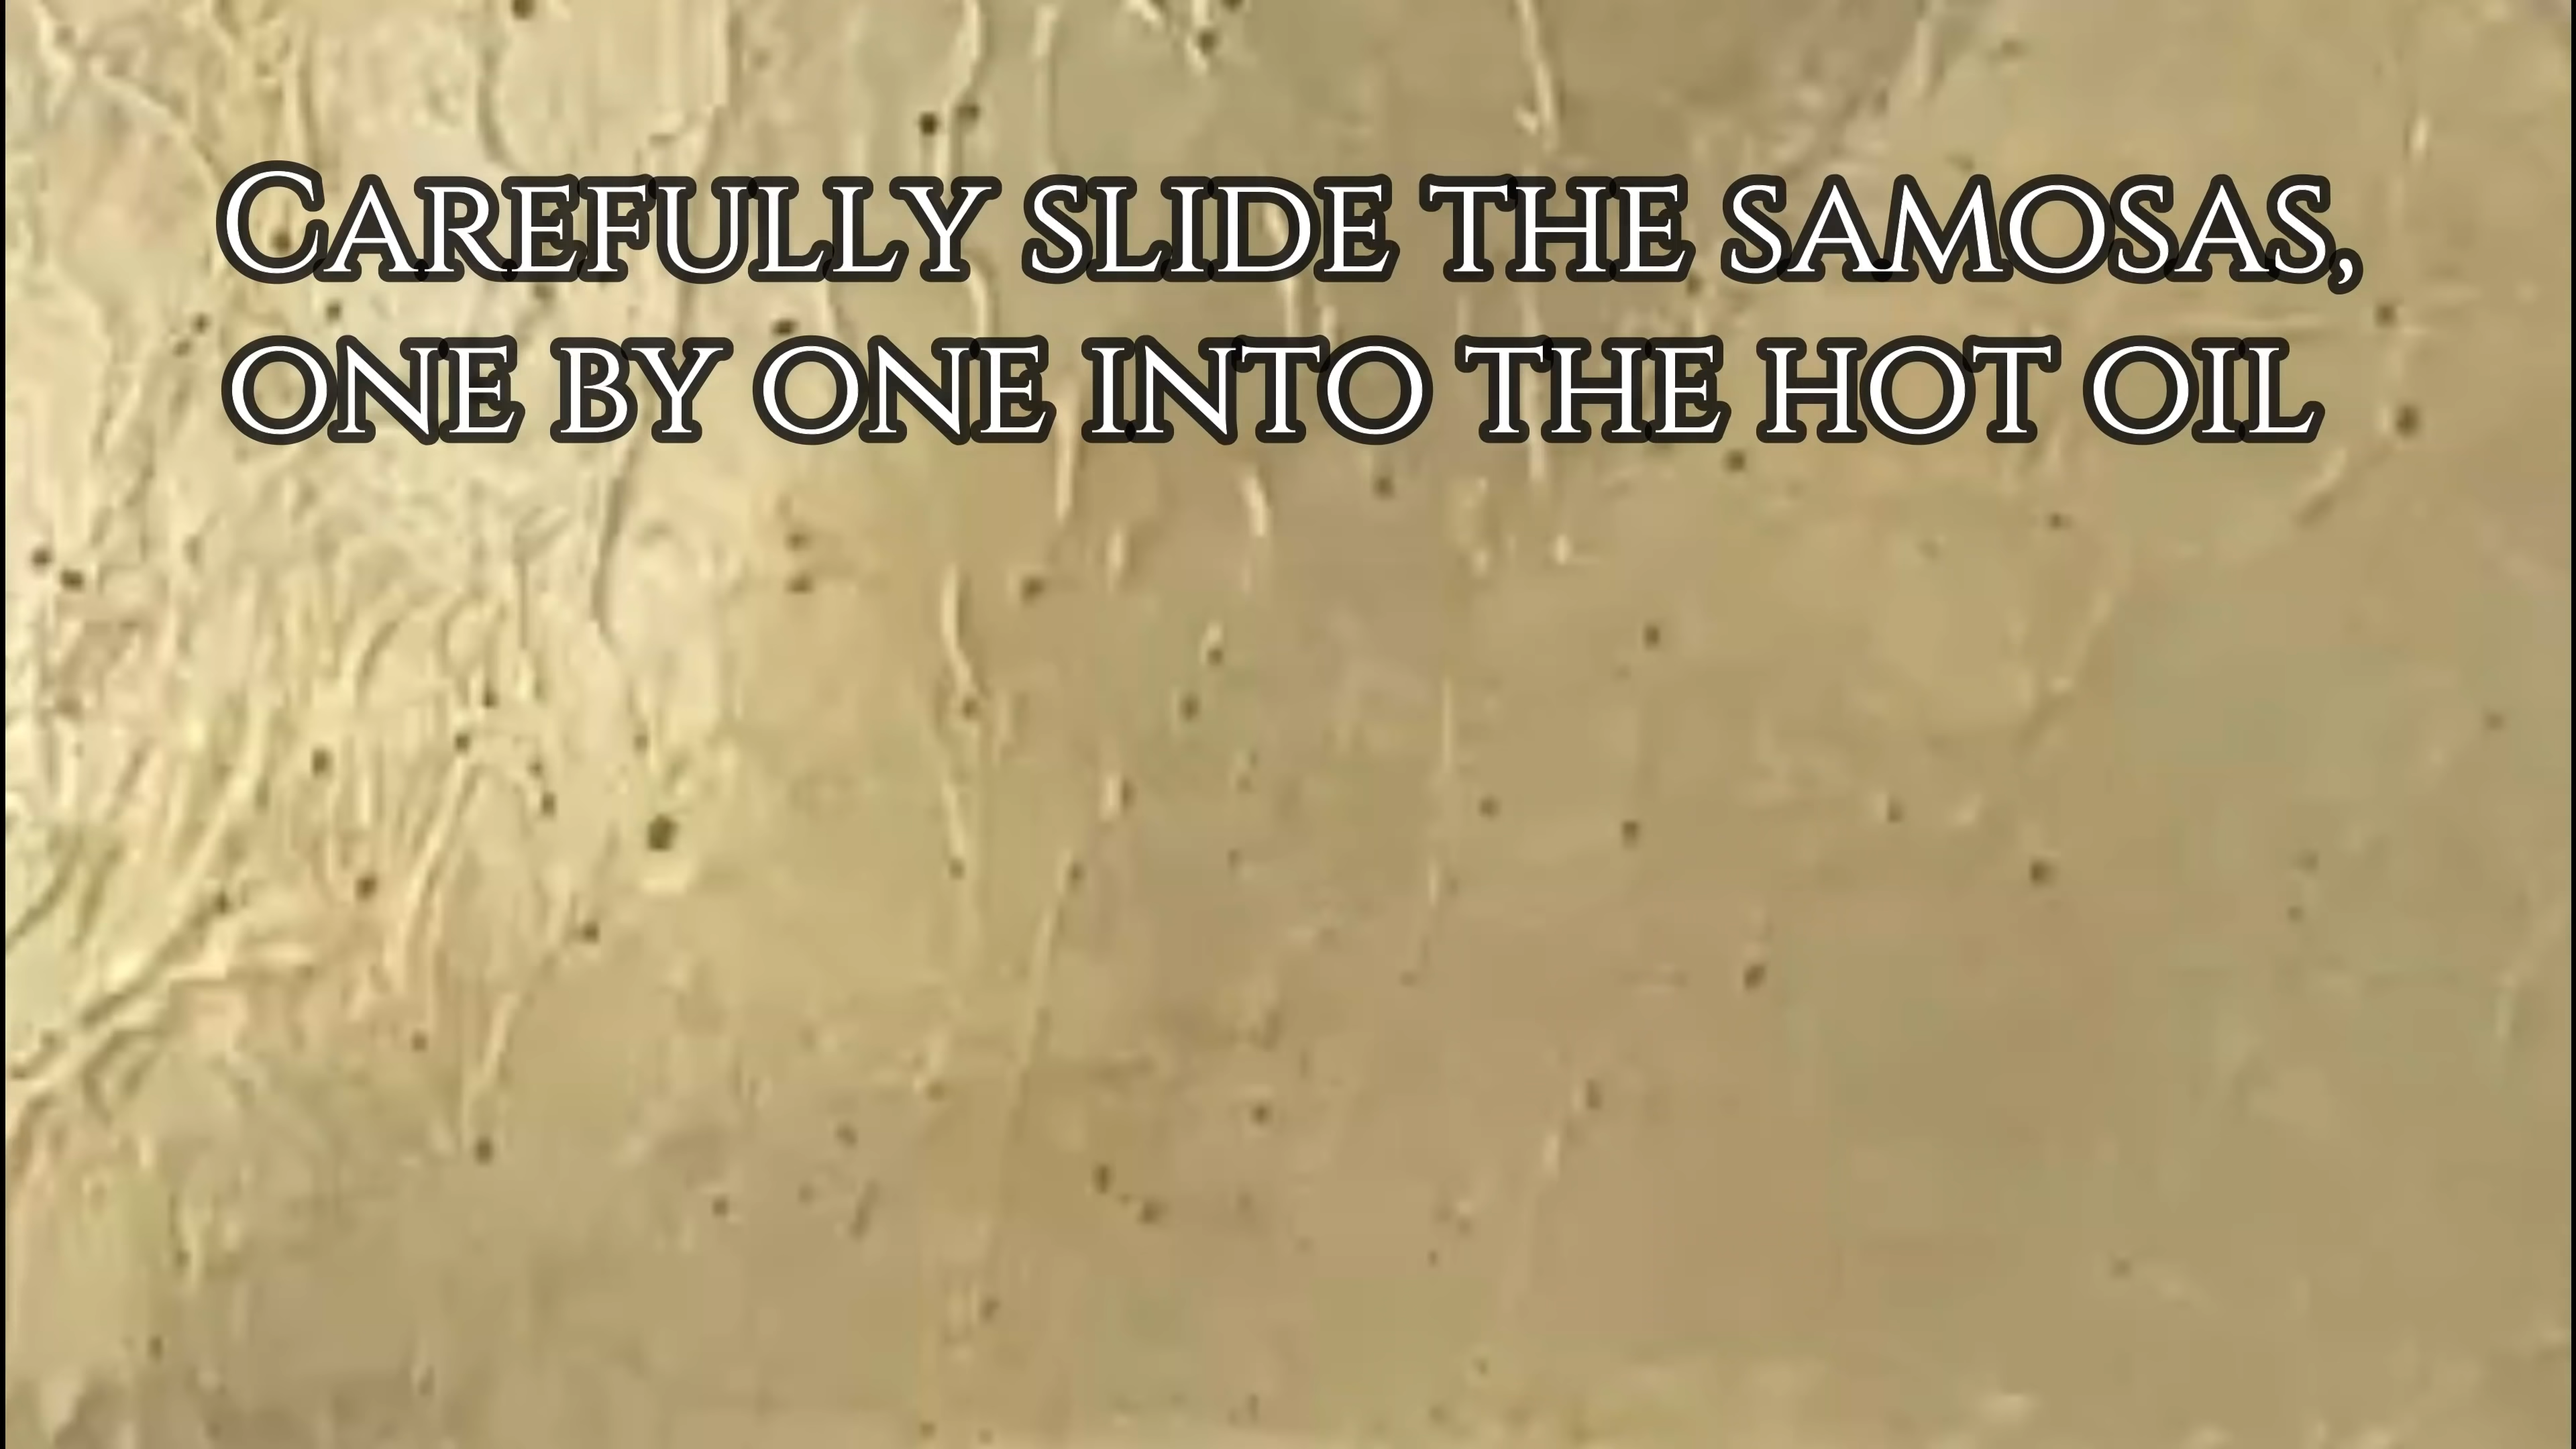 Carefully slide the samosas,
one by one into the hot oil